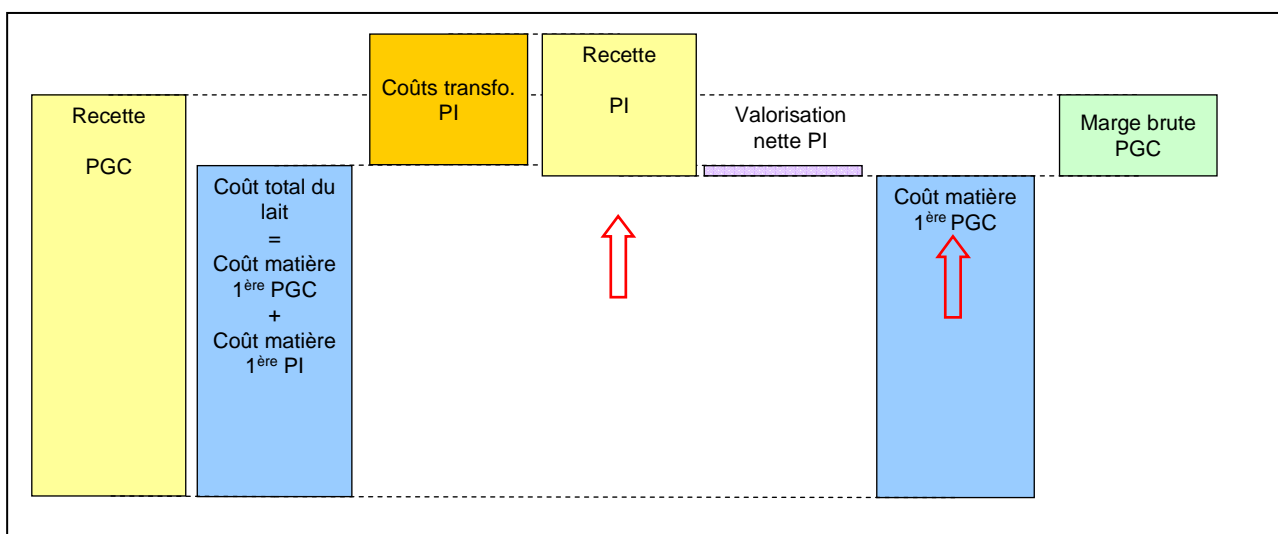 Recette
PGC
Coût total du
lait
=
Coût matière
1ère PGC
+
Coût matière
1ère PI
Coûts transfo.
PI
Recette
PI
Valorisation
nette PI
Coût matière
1ère PGC
Marge brute
PGC